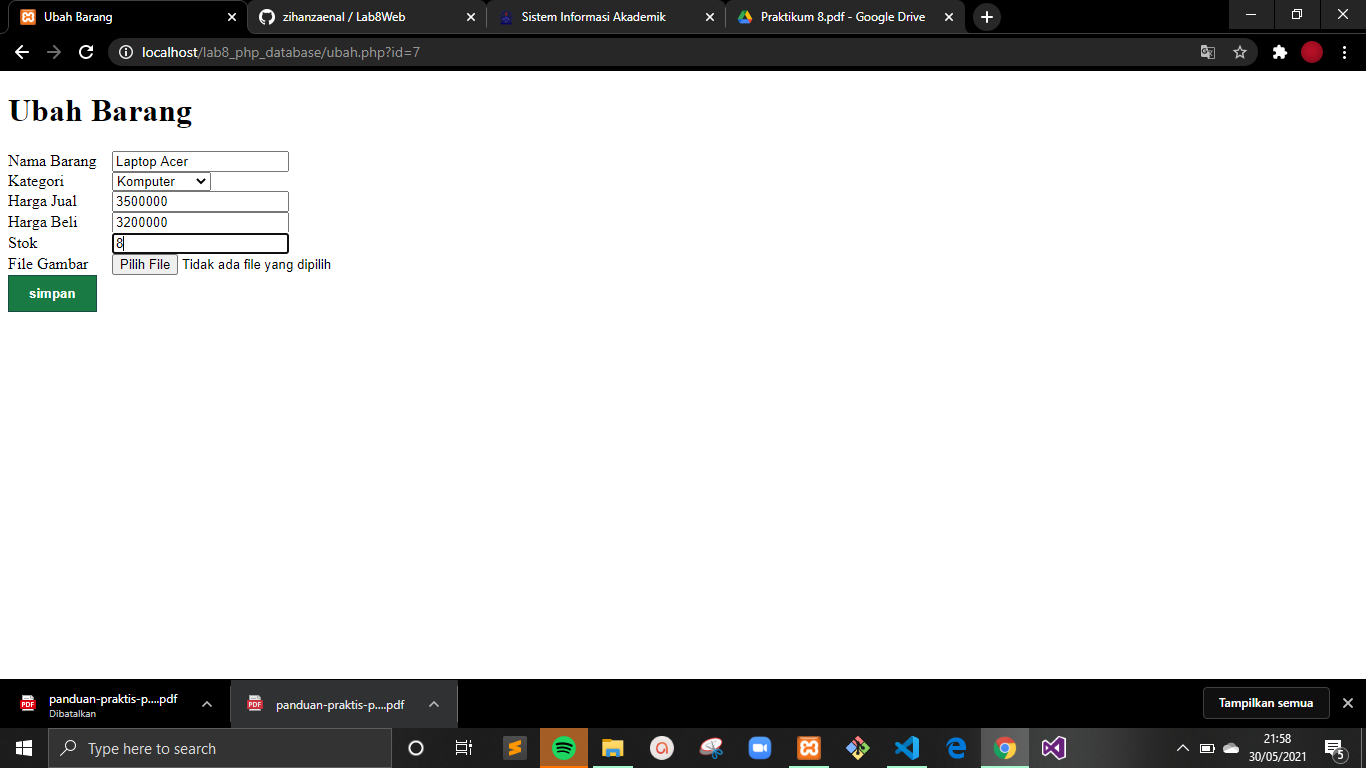 Ubah Barang
zihanzaenal / Lab8Web
Sistem Informasi Akademik
Praktikum 8.pdf - Google Drive
localhost/lab8_php_database/ubah.php?id=7
Ubah Barang
Nama Barang Laptop Acer
Kategori Komputer
Harga Jual 3500000
Harga Beli 3200000
Stok 8
File Gambar Pilih File Tidak ada file yang dipilih
simpan
panduan-praktis-p....pdf
Dibatalkan
panduan-praktis-p....pdf
Tampilkan semua
Type here to search
21:58
30/05/2021
5